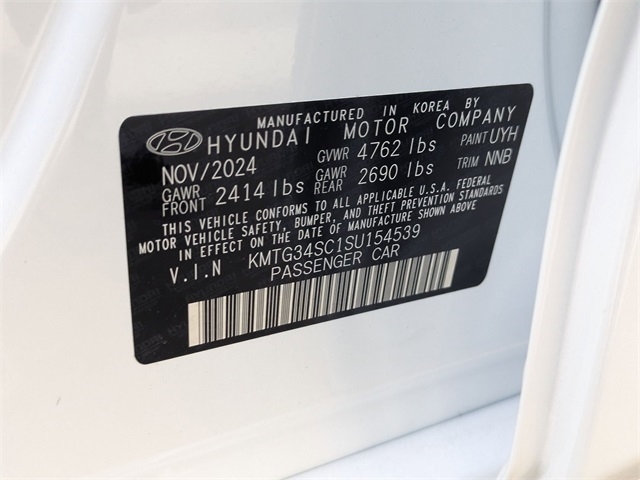 MANUFACTURED IN KOREA BY
HYUNDAI MOTOR COMPANY
NOV/2024 GVWR 4762 lbs PAINT UYH
GAWR FRONT 2414 lbs GAWR REAR 2690 lbs TRIM NNB
THIS VEHICLE CONFORMS TO ALL APPLICABLE U.S.A. FEDERAL
MOTOR VEHICLE SAFETY, BUMPER, AND THEFT PREVENTION STANDARDS
IN EFFECT ON THE DATE OF MANUFACTURE SHOWN ABOVE.
V.I.N KMTG34SC1SU154539
PASSENGER CAR